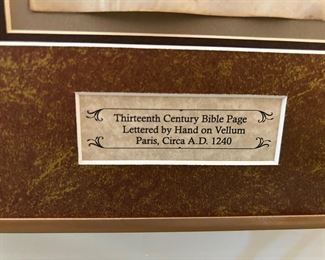 Thirteenth Century Bible Page
Lettered by Hand on Vellum
Paris, Circa A.D. 1240